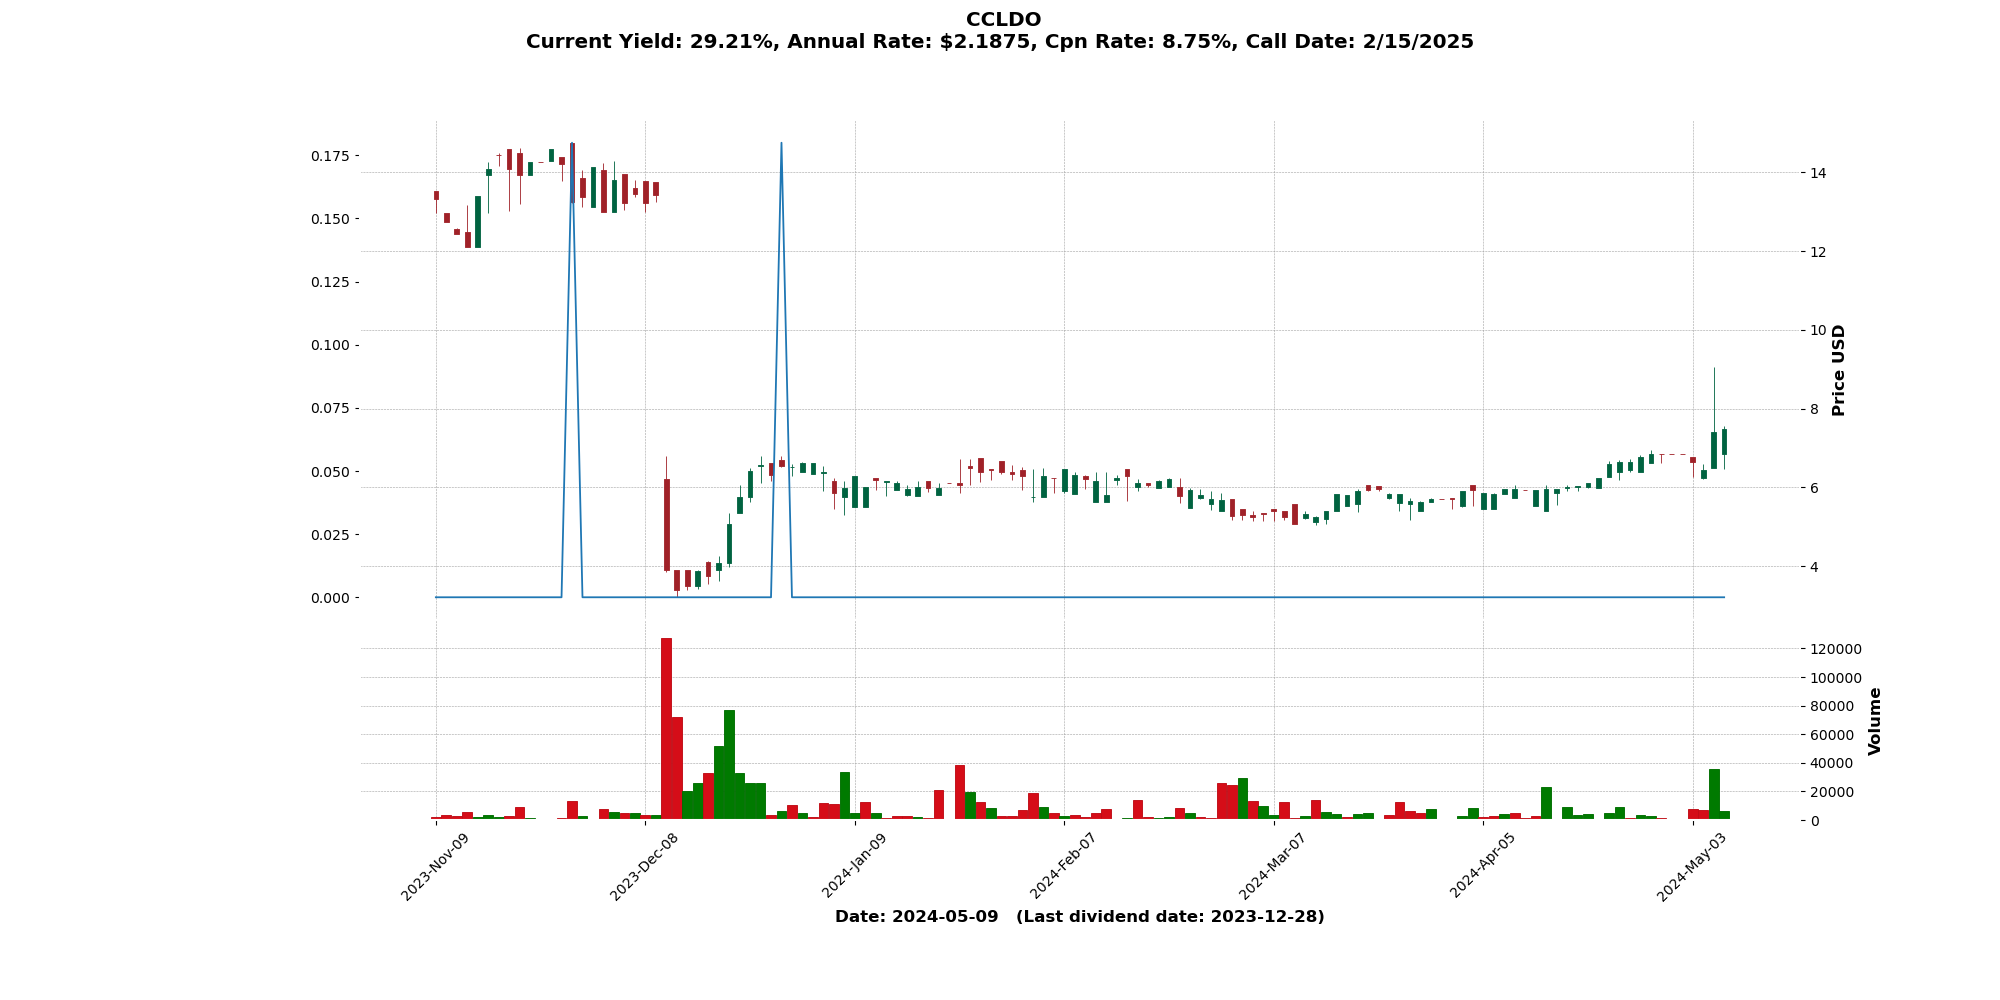 CCLDO
Current Yield: 29.21%, Annual Rate: $2.1875, Cpn Rate: 8.75%, Call Date: 2/15/2025
0.175
0.150
0.125
0.100
0.075
0.050
0.025
0.000
14
12
10
8
6
4
Price USD
120000
100000
80000
60000
40000
20000
0
Volume
2023-Nov-09
2023-Dec-08
2024-Jan-09
2024-Feb-07
2024-Mar-07
2024-Apr-05
2024-May-03
Date: 2024-05-09 (Last dividend date: 2023-12-28)